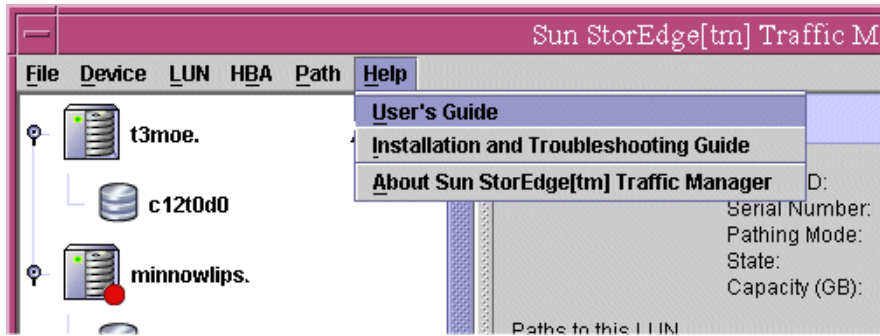 Sun StorEdge[tm] Traffic M
File Device LUN HBA Path Help
User's Guide
Installation and Troubleshooting Guide
About Sun StorEdge[tm] Traffic Manager
t3moe.
c12t0d0
minnowlips.
D:
Serial Number:
Pathing Mode:
State:
Capacity (GB):
Paths to this LUN